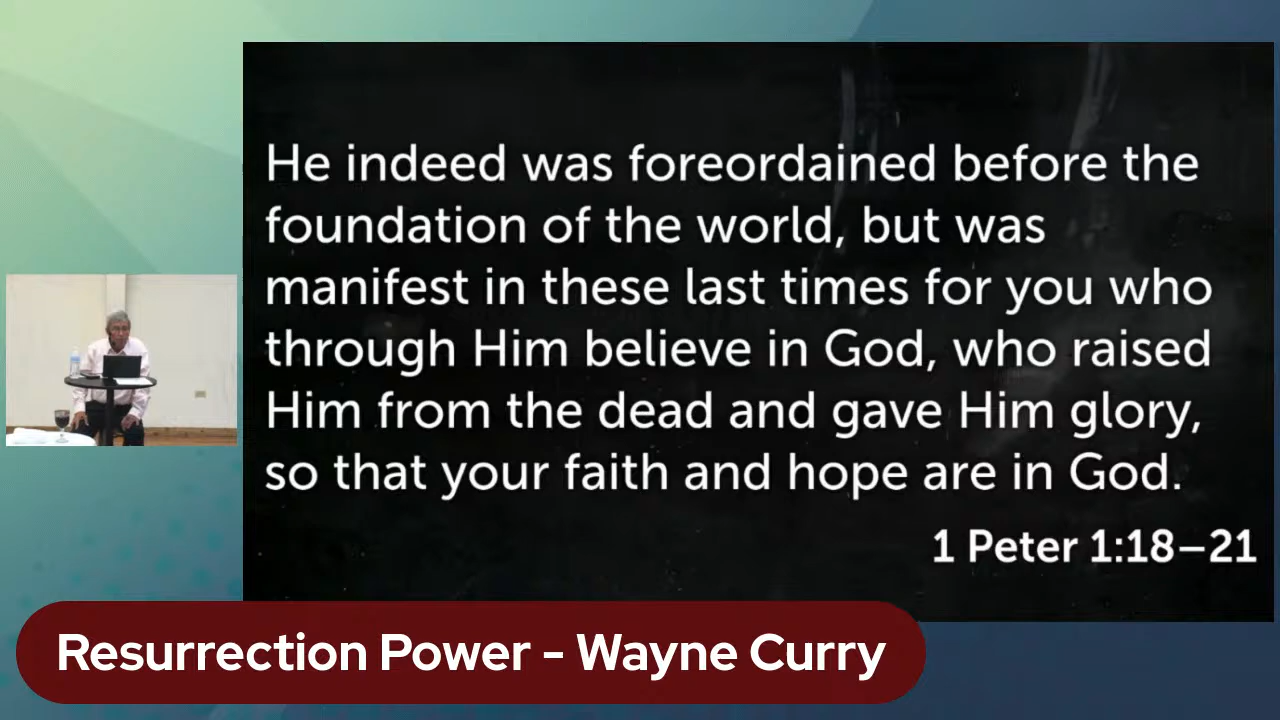 He indeed was foreordained before the
foundation of the world, but was
manifest in these last times for you who
through Him believe in God, who raised
Him from the dead and gave Him glory,
so that your faith and hope are in God.
1 Peter 1:18–21
Resurrection Power - Wayne Curry